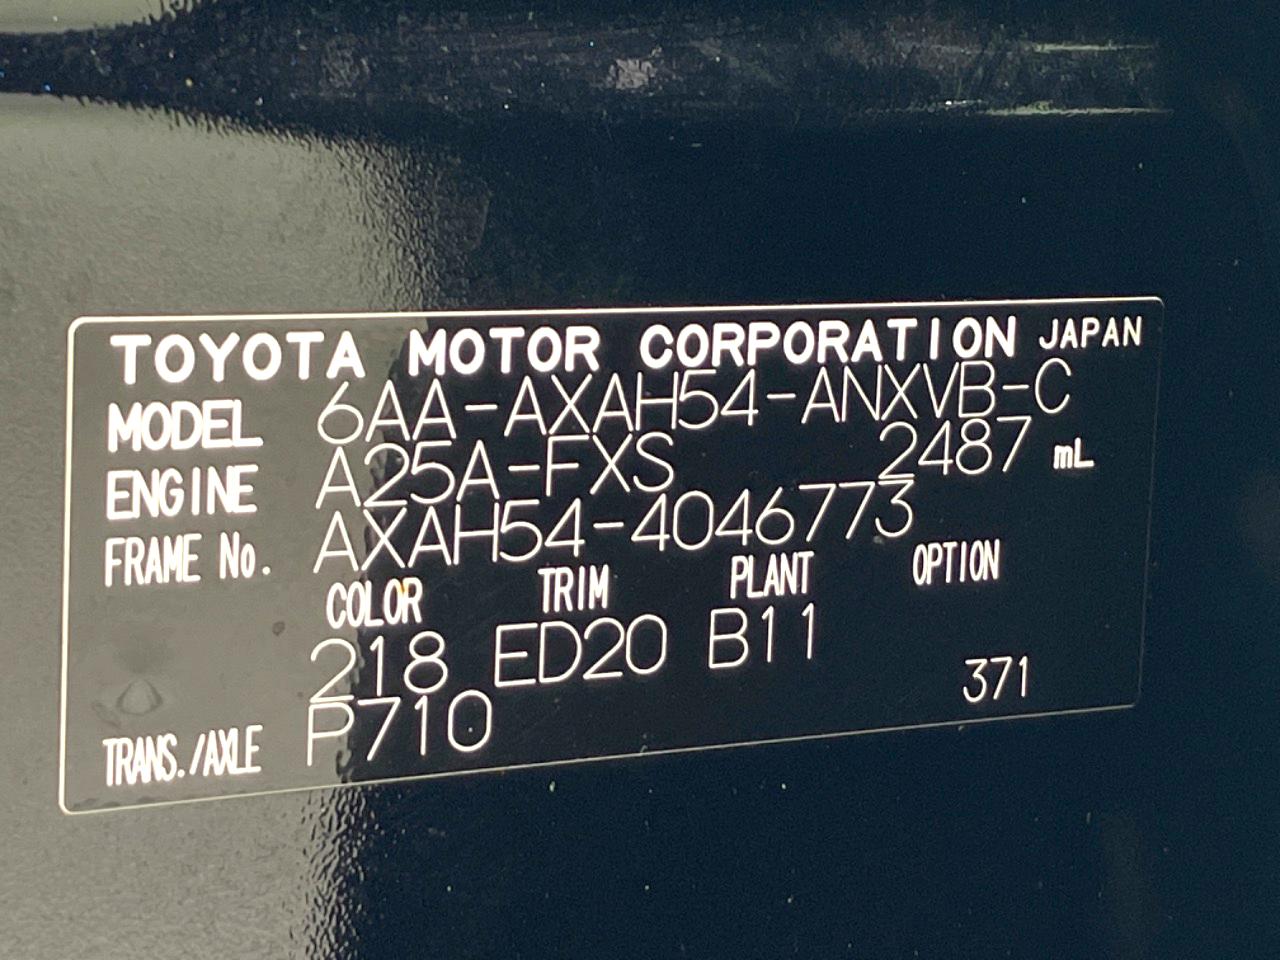 TOYOTA MOTOR CORPORATION JAPAN
MODEL 6AA-AXAH54-ANXVB-C
ENGINE A25A-FXS 2487 mL
FRAME No. AXAH54-4046773
COLOR TRIM PLANT OPTION
218 ED20 B11
TRANS./AXLE P710 371